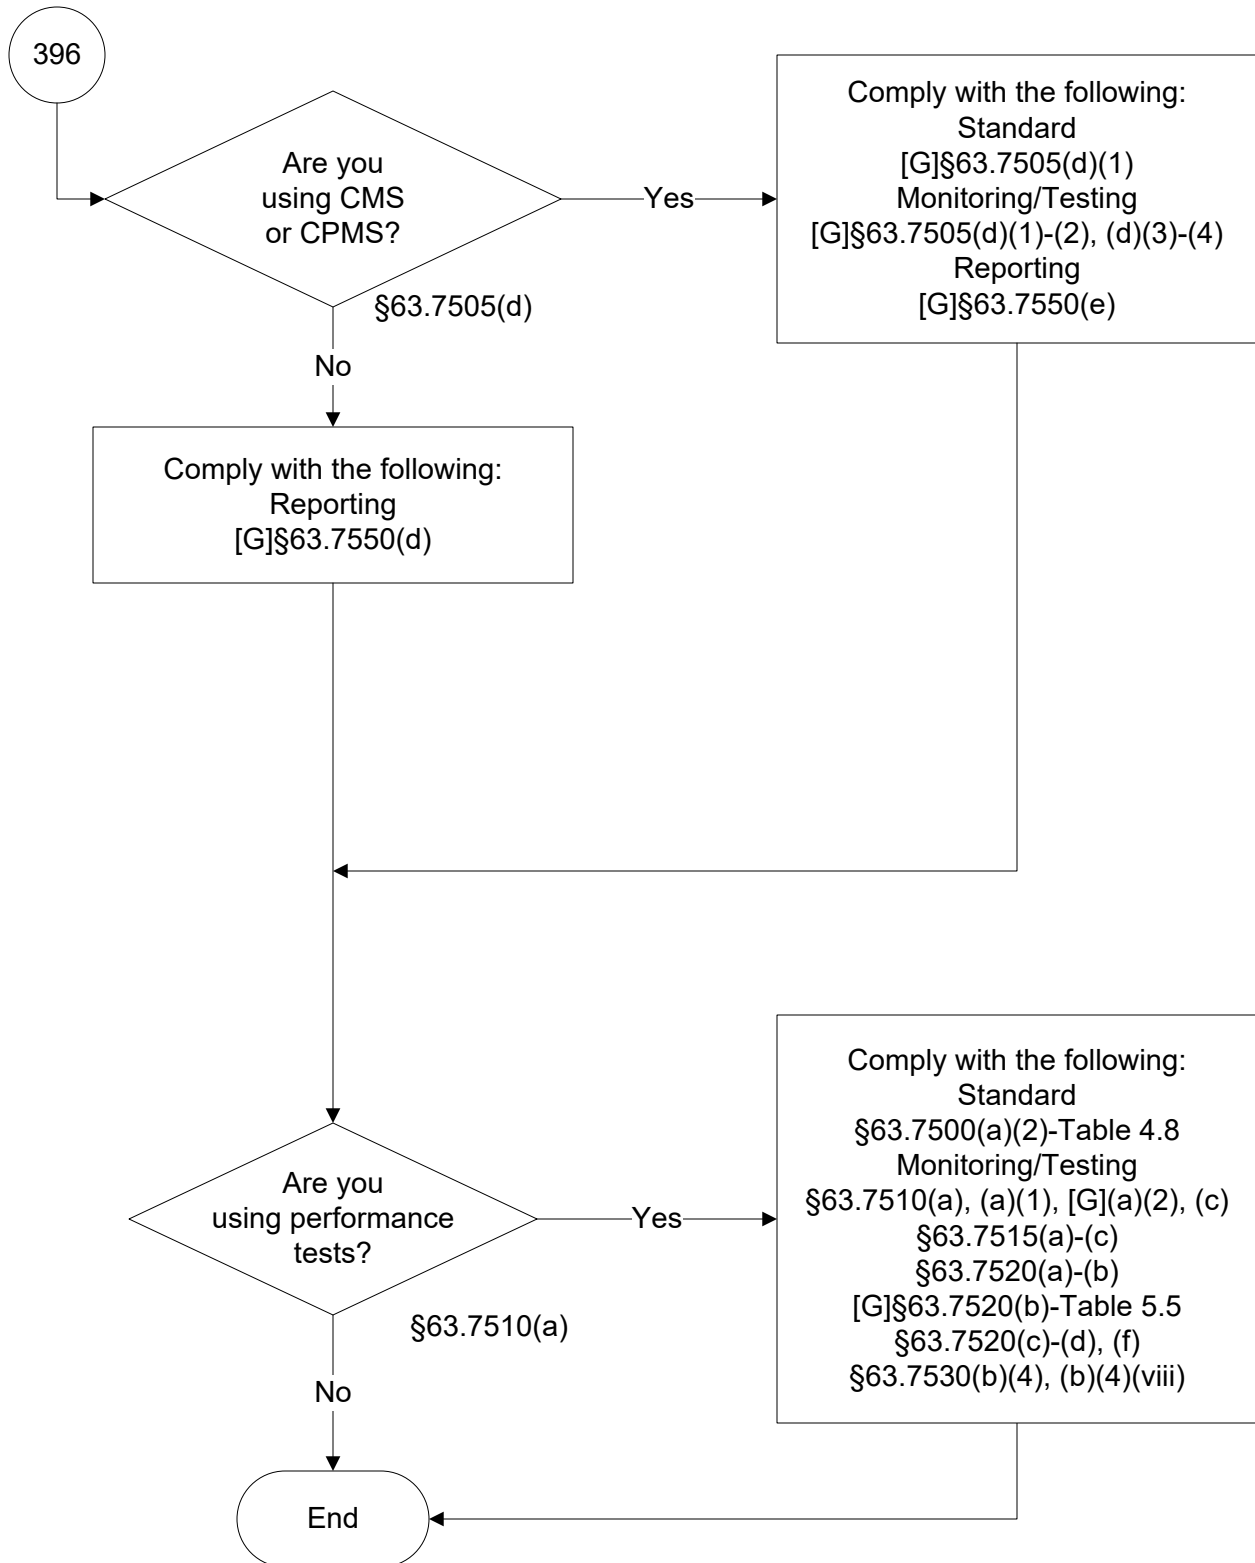 396
Are you
using CMS
or CPMS?
§63.7505(d)
Yes
Comply with the following:
Standard
[G]§63.7505(d)(1)
Monitoring/Testing
[G]§63.7505(d)(1)-(2), (d)(3)-(4)
Reporting
[G]§63.7550(e)
No
Comply with the following:
Reporting
[G]§63.7550(d)
Are you
using performance
tests?
§63.7510(a)
Yes
Comply with the following:
Standard
§63.7500(a)(2)-Table 4.8
Monitoring/Testing
§63.7510(a), (a)(1), [G](a)(2), (c)
§63.7515(a)-(c)
§63.7520(a)-(b)
[G]§63.7520(b)-Table 5.5
§63.7520(c)-(d), (f)
§63.7530(b)(4), (b)(4)(viii)
No
End